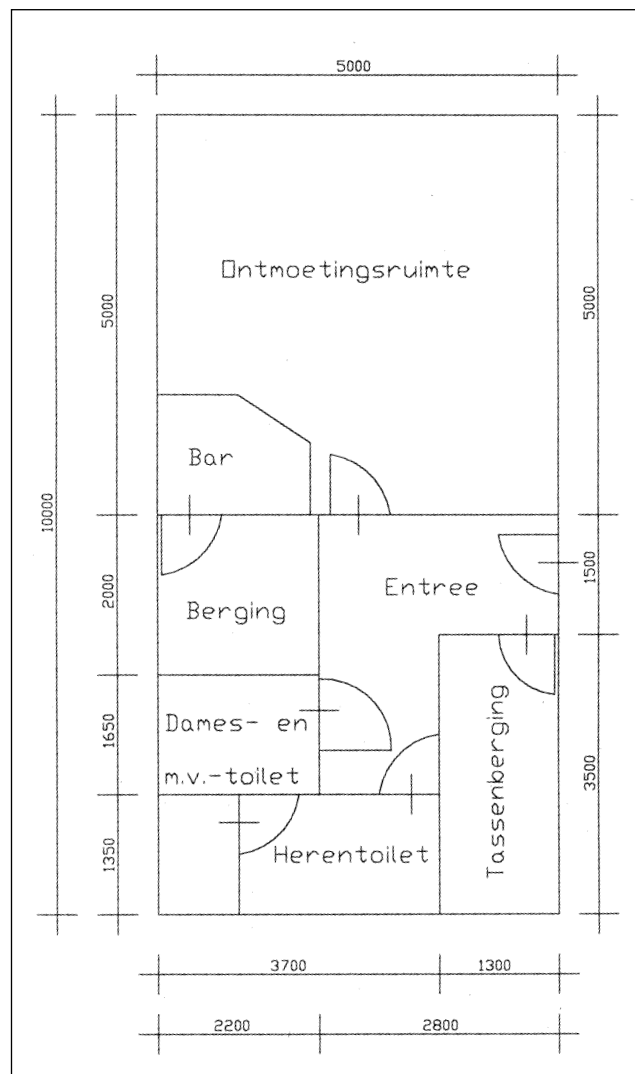 5000
5000
5000
10000
Ontmoetingsruimte
Bar
2000
1500
Entree
Berging
1650
Dames- en
m.v.-toilet
3500
Tassenberging
1350
Herentoilet
3700
1300
2200
2800